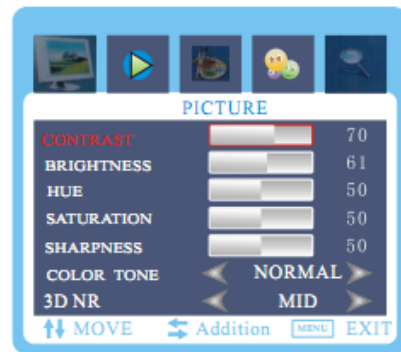 PICTURE
CONTRAST 70
BRIGHTNESS 61
HUE 50
SATURATION 50
SHARPNESS 50
COLOR TONE NORMAL
3D NR MID
MOVE Addition MENU EXIT